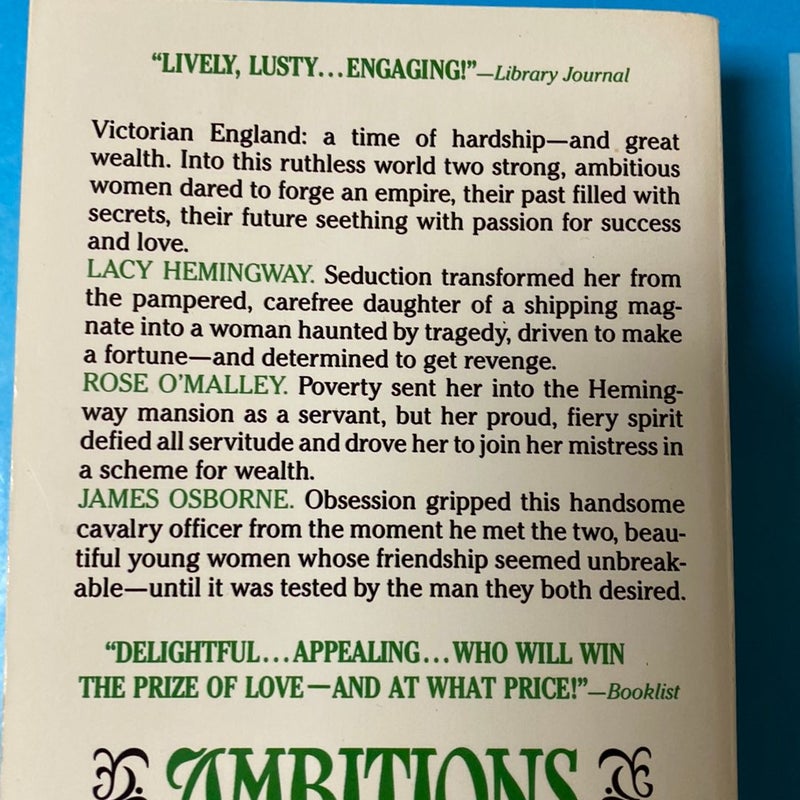 “LIVELY, LUSTY...ENGAGING!”—Library Journal
Victorian England: a time of hardship—and great
wealth. Into this ruthless world two strong, ambitious
women dared to forge an empire, their past filled with
secrets, their future seething with passion for success
and love.
LACY HEMINGWAY. Seduction transformed her from
the pampered, carefree daughter of a shipping mag-
nate into a woman haunted by tragedy, driven to make
a fortune—and determined to get revenge.
ROSE O’MALLEY. Poverty sent her into the Heming-
way mansion as a servant, but her proud, fiery spirit
defied all servitude and drove her to join her mistress in
a scheme for wealth.
JAMES OSBORNE. Obsession gripped this handsome
cavalry officer from the moment he met the two, beau-
tiful young women whose friendship seemed unbreak-
able—until it was tested by the man they both desired.
“DELIGHTFUL...APPEALING...WHO WILL WIN
THE PRIZE OF LOVE—AND AT WHAT PRICE!”—Booklist
AMBITIONS